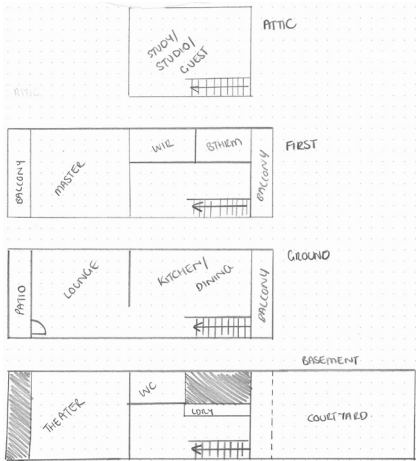 ATTIC
STUDY/
STUDIO/
GUEST
ATTIC
FIRST
BALCONY
MASTER
WIR
BTHRM
BALCONY
GROUND
PATIO
LOUNGE
KITCHEN/
DINING
BALCONY
BASEMENT
THEATER
WC
LDRY
COURTYARD